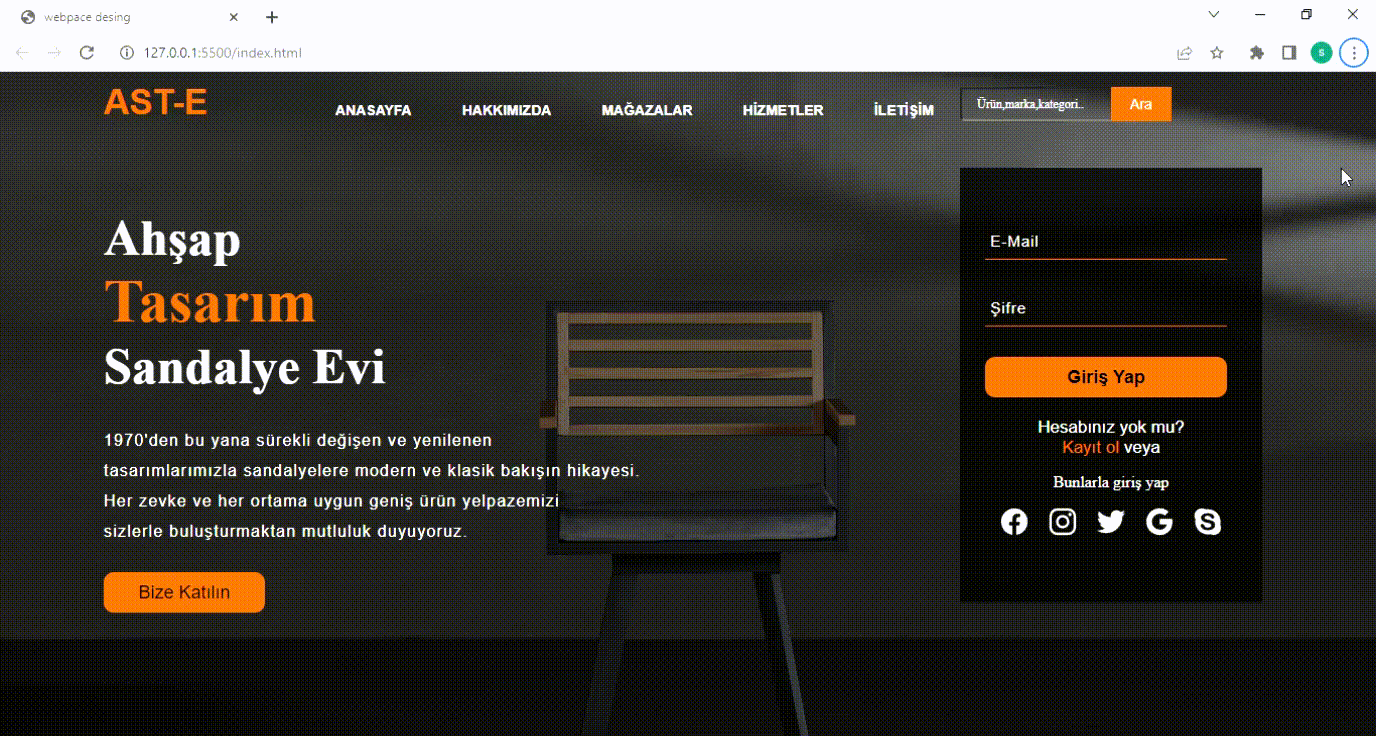 webpace desing
127.0.0.1:5500/index.html
S
AST-E
ANASAYFA
HAKKIMIZDA
MAĞAZALAR
HİZMETLER
İLETİŞİM
Ürün,marka,kategori..
Ara
Ahşap
Tasarım
Sandalye Evi
1970'den bu yana sürekli değişen ve yenilenen
tasarımlarımızla sandalyelere modern ve klasik bakışın hikayesi.
Her zevke ve her ortama uygun geniş ürün yelpazemizi
sizlerle buluşturmaktan mutluluk duyuyoruz.
Bize Katılın
E-Mail
Şifre
Giriş Yap
Hesabınız yok mu?
Kayıt ol veya
Bunlarla giriş yap